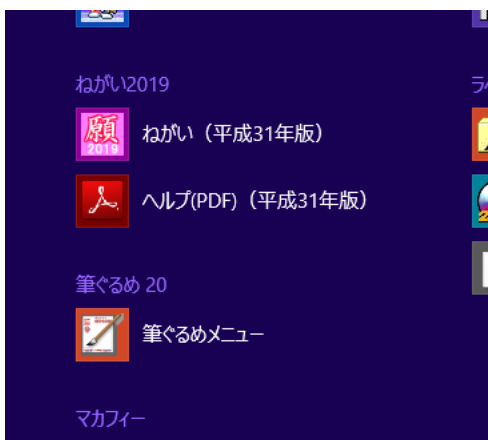 ねがい2019
願
2019
ねがい（平成31年版）
ヘルプ(PDF)（平成31年版）
筆ぐるめ 20
筆ぐるめメニュー
マカフィー